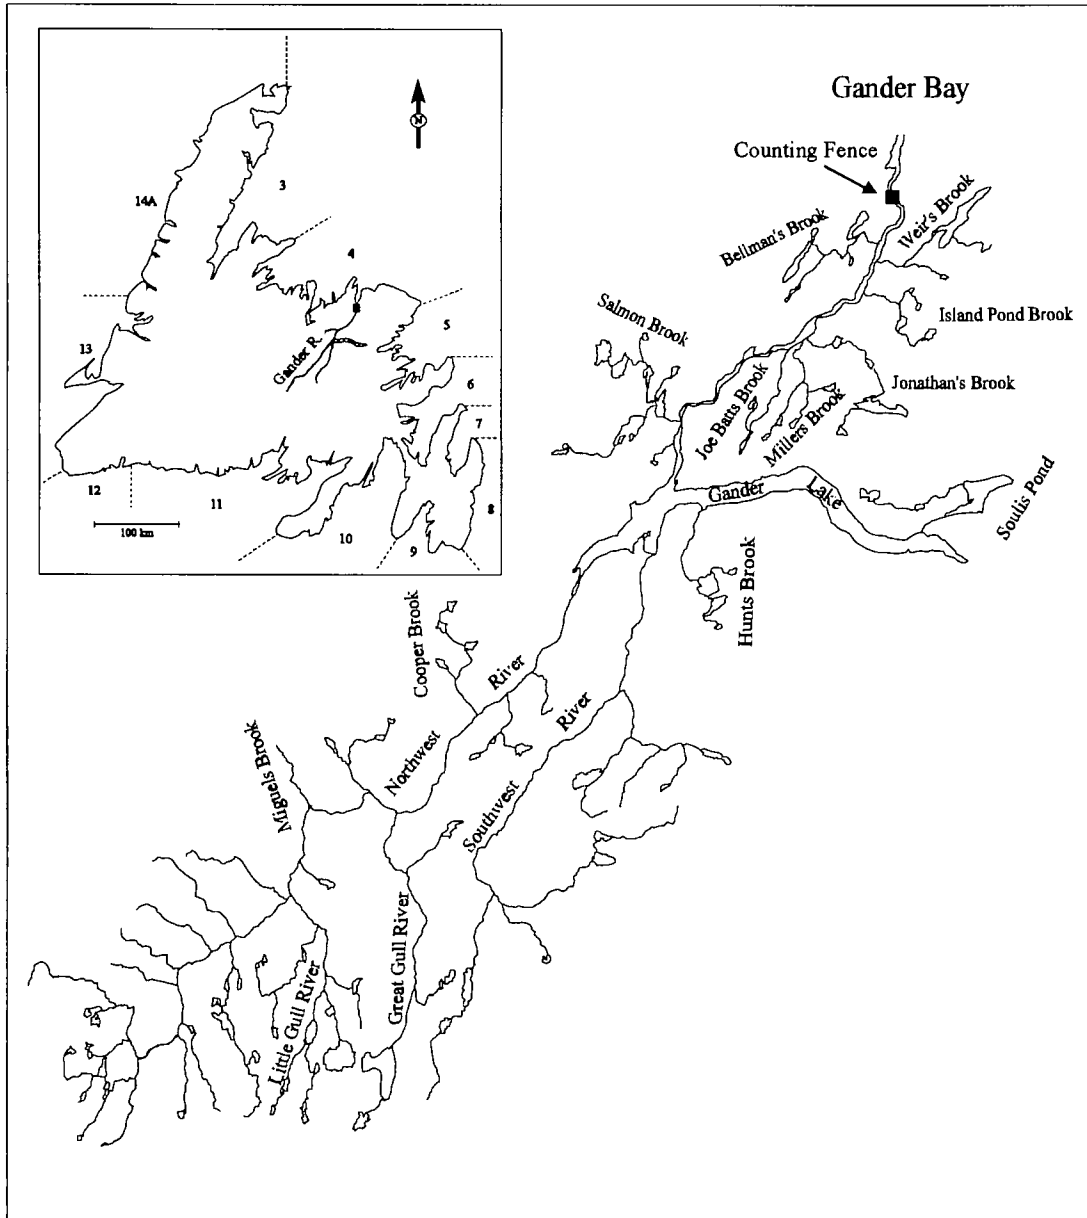 Gander Bay
Counting Fence
Bellman's Brook
Weir's Brook
Island Pond Brook
Salmon Brook
Jonathan's Brook
Joe Batts Brook
Millers Brook
Gander Lake
Soulis Pond
Hunts Brook
Cooper Brook
Northwest River
Southwest River
Miguels Brook
Great Gull River
Little Gull River
N
3
14A
4
5
Gander R.
13
6
7
12
11
8
10
9
100 km